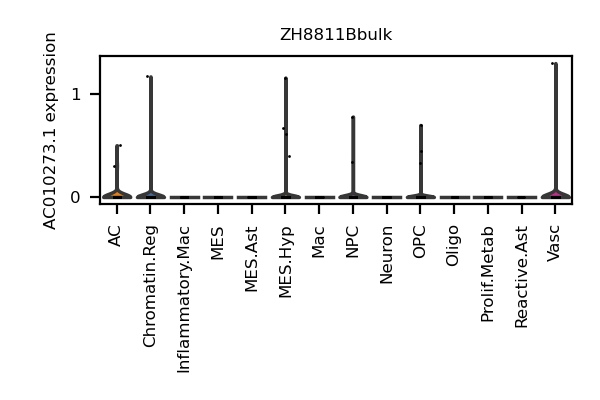 ZH8811Bbulk
AC010273.1 expression
1
0
AC
Chromatin.Reg
Inflammatory.Mac
MES
MES.Ast
MES.Hyp
Mac
NPC
Neuron
OPC
Oligo
Prolif.Metab
Reactive.Ast
Vasc